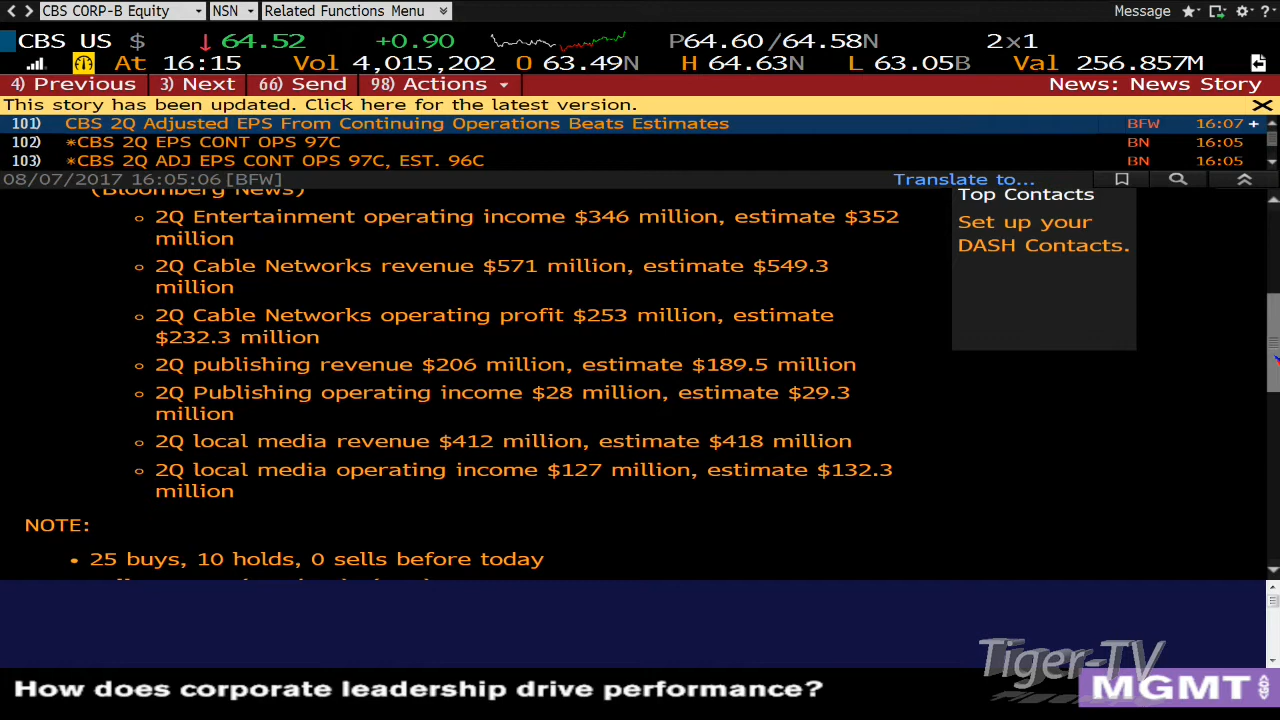 CBS CORP-B Equity NSN Related Functions Menu Message
CBS US $ ↓ 64.52 +0.90 P64.60/64.58N 2×1
At 16:15 Vol 4,015,202 O 63.49N H 64.63N L 63.05B Val 256.857M
4) Previous 3) Next 66) Send 98) Actions News: News Story
This story has been updated. Click here for the latest version.
101) CBS 2Q Adjusted EPS From Continuing Operations Beats Estimates BFW 16:07 +
102) *CBS 2Q EPS CONT OPS 97C BN 16:05
103) *CBS 2Q ADJ EPS CONT OPS 97C, EST. 96C BN 16:05
08/07/2017 16:05:06 [BFW] Translate to...
(Bloomberg News)
◦ 2Q Entertainment operating income $346 million, estimate $352
million
◦ 2Q Cable Networks revenue $571 million, estimate $549.3
million
◦ 2Q Cable Networks operating profit $253 million, estimate
$232.3 million
◦ 2Q publishing revenue $206 million, estimate $189.5 million
◦ 2Q Publishing operating income $28 million, estimate $29.3
million
◦ 2Q local media revenue $412 million, estimate $418 million
◦ 2Q local media operating income $127 million, estimate $132.3
million
NOTE:
• 25 buys, 10 holds, 0 sells before today
Top Contacts
Set up your
DASH Contacts.
Tiger-TV
How does corporate leadership drive performance?
MGMT